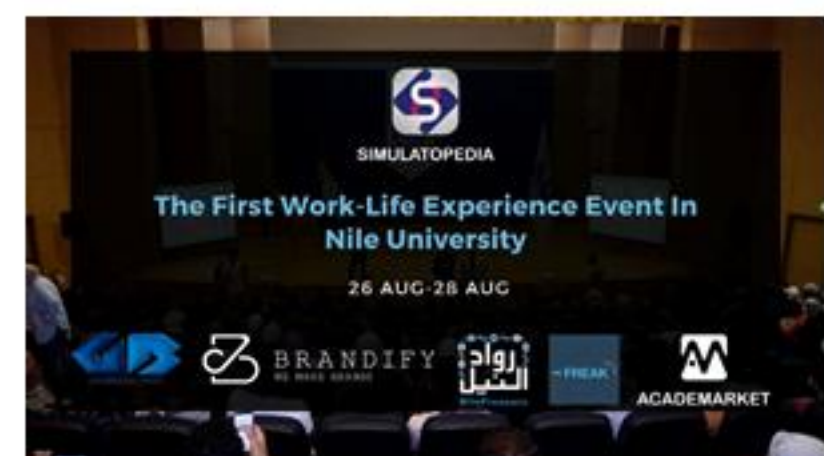 SIMULATOPEDIA
The First Work-Life Experience Event In
Nile University
26 AUG-28 AUG
BRANDIFY
WE MAKE BRANDS
رواد
النيل
NilePreneurs
FREAK
ACADEMARKET